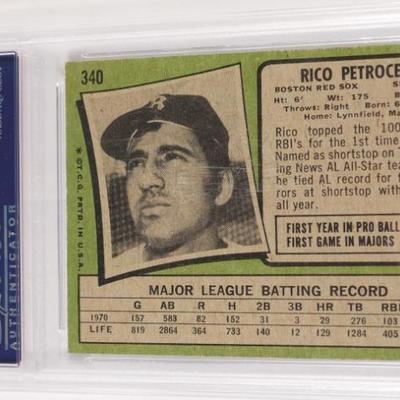 340
RICO PETROCE
BOSTON RED SOX
Ht: 6' Wt: 175
Throws: Right Born: 6
Home: Lynnfield, Ma
Rico topped the '100
RBI's for the 1st time
Named as shortstop on
ing News AL All-Star tea
he tied AL record for
rors at shortstop with
all year.
FIRST YEAR IN PRO BALL
FIRST GAME IN MAJORS
* ©T.C.G. PRTD. IN U.S.A.
AUTHENTICATOR
MAJOR LEAGUE BATTING RECORD
G AB R H 2B 3B HR TB RBI
1970 157 583 82 152 31 3 29 276 103
LIFE 819 2864 364 733 140 11 128 1284 405